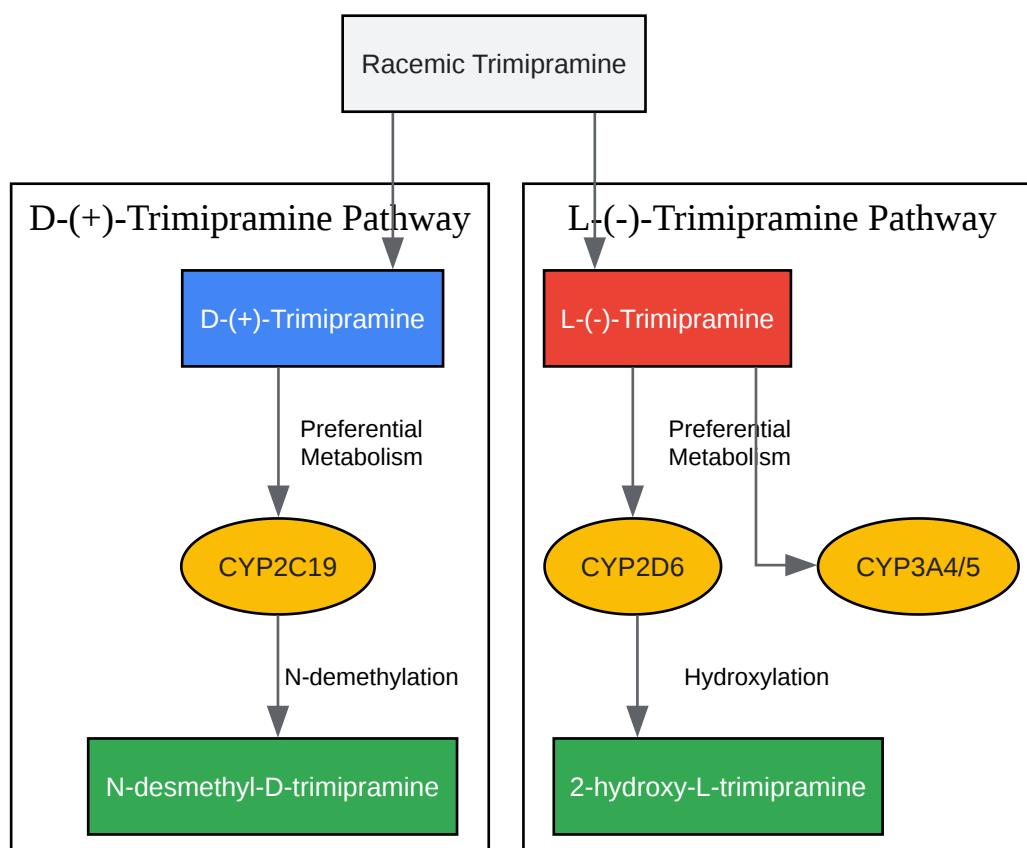 Racemic Trimipramine
D-(+)-Trimipramine Pathway
D-(+)-Trimipramine
Preferential
Metabolism
CYP2C19
N-demethylation
N-desmethyl-D-trimipramine
L-(-)-Trimipramine Pathway
L-(-)-Trimipramine
Preferential
Metabolism
CYP2D6
CYP3A4/5
Hydroxylation
2-hydroxy-L-trimipramine